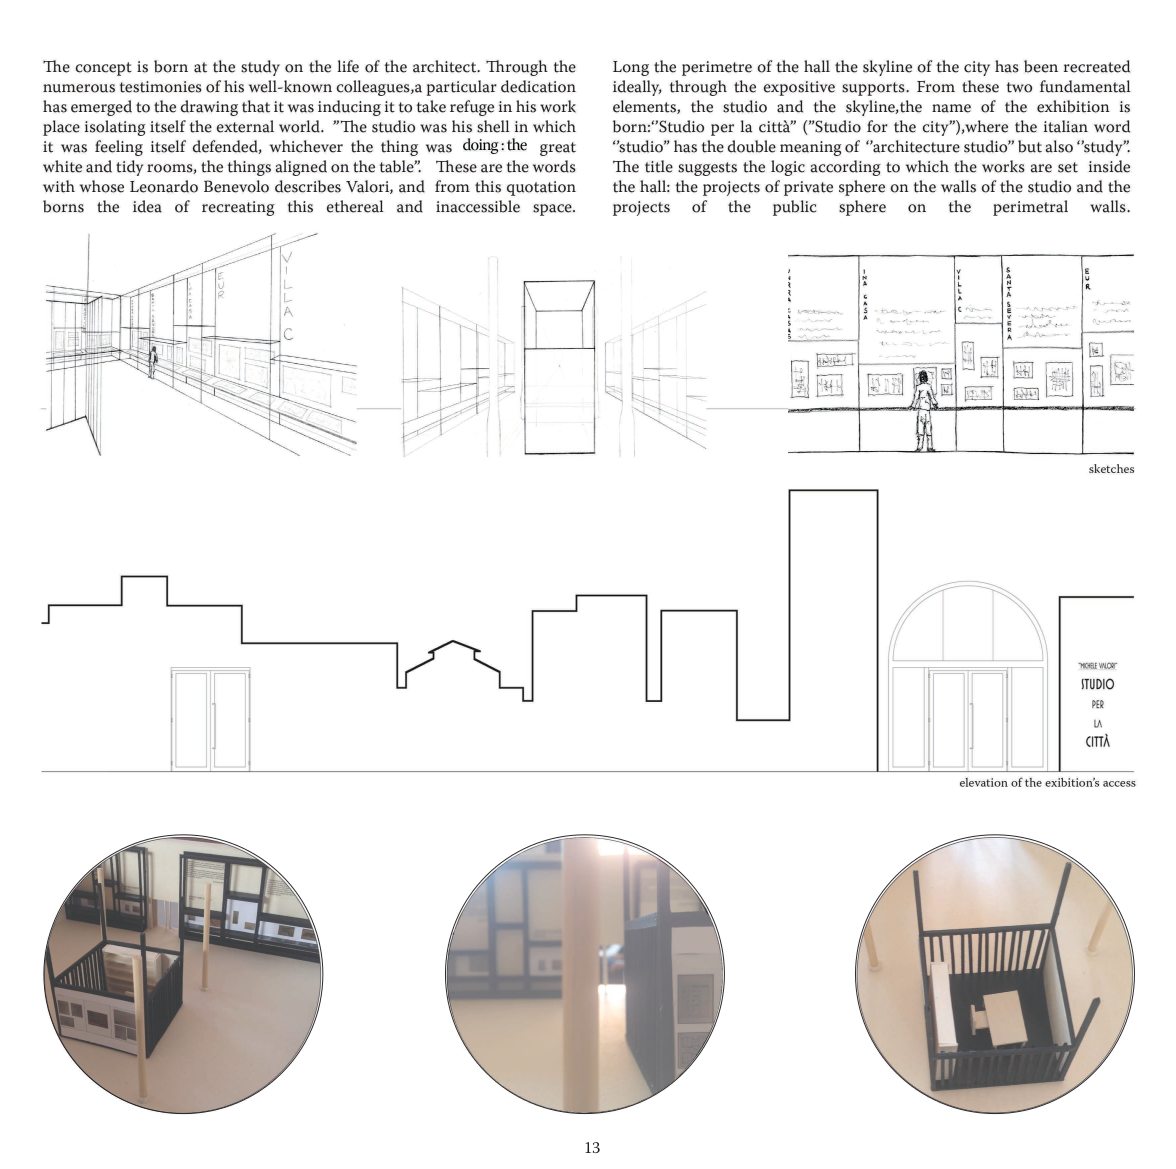 The concept is born at the study on the life of the architect. Through the
numerous testimonies of his well-known colleagues,a particular dedication
has emerged to the drawing that it was inducing it to take refuge in his work
place isolating itself the external world. ”The studio was his shell in which
it was feeling itself defended, whichever the thing was doing : the great
white and tidy rooms, the things aligned on the table”. These are the words
with whose Leonardo Benevolo describes Valori, and from this quotation
borns the idea of recreating this ethereal and inaccessible space.
Long the perimetre of the hall the skyline of the city has been recreated
ideally, through the expositive supports. From these two fundamental
elements, the studio and the skyline,the name of the exhibition is
born:‘’Studio per la città” (”Studio for the city”),where the italian word
‘’studio” has the double meaning of ‘’architecture studio” but also ‘’study”.
The title suggests the logic according to which the works are set inside
the hall: the projects of private sphere on the walls of the studio and the
projects of the public sphere on the perimetral walls.
EUR
VILLA C
INA CASA
VILLA C
SANTA SEVERA
EUR
sketches
"MICHELE VALORI"
STUDIO
PER
LA
CITTÀ
elevation of the exibition’s access
13